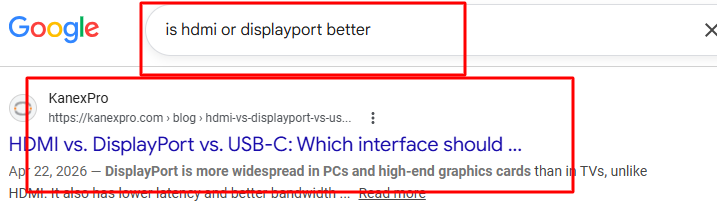 Google
is hdmi or displayport better
KanexPro
https://kanexpro.com › blog › hdmi-vs-displayport-vs-us...
HDMI vs. DisplayPort vs. USB-C: Which interface should ...
Apr 22, 2026 — DisplayPort is more widespread in PCs and high-end graphics cards than in TVs, unlike
HDMI. It also has lower latency and better bandwidth ... Read more